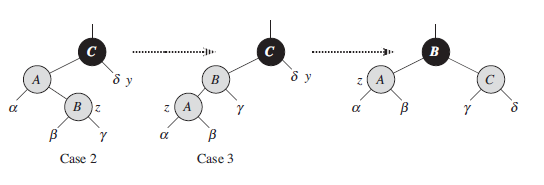 C C B
A δ y B δ y z A C
α B z z A γ α β γ δ
β γ α β
Case 2 Case 3